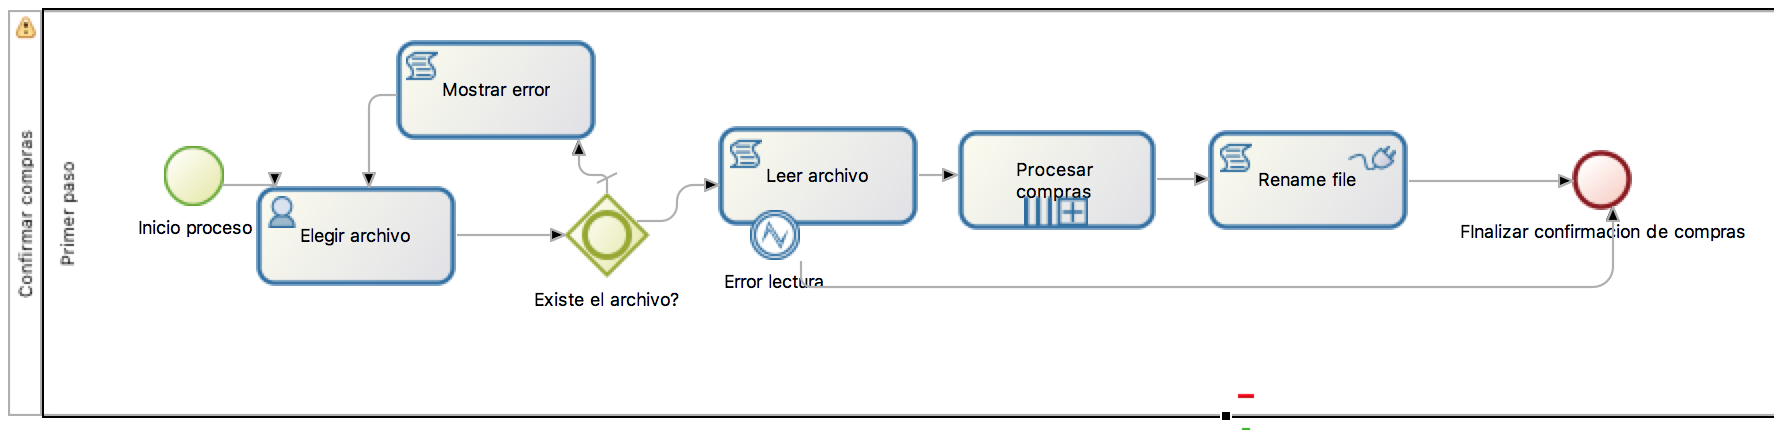 Confirmar compras
Primer paso
Inicio proceso
Elegir archivo
Mostrar error
Existe el archivo?
Leer archivo
Error lectura
Procesar
compras
Rename file
FInalizar confirmacion de compras